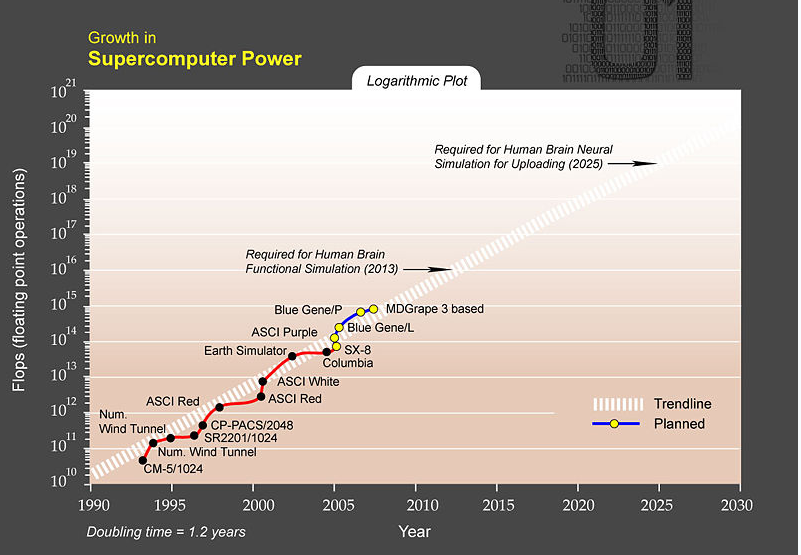 Growth in
Supercomputer Power
Logarithmic Plot
10^21
10^20
10^19
10^18
10^17
10^16
10^15
10^14
10^13
10^12
10^11
10^10
Flops (floating point operations)
Required for Human Brain Neural
Simulation for Uploading (2025)
Required for Human Brain
Functional Simulation (2013)
Blue Gene/P
MDGrape 3 based
ASCI Purple
Blue Gene/L
Earth Simulator
SX-8
Columbia
ASCI White
ASCI Red
ASCI Red
Num.
Wind Tunnel
CP-PACS/2048
SR2201/1024
Num. Wind Tunnel
CM-5/1024
Trendline
Planned
1990
1995
2000
2005
2010
2015
2020
2025
2030
Doubling time = 1.2 years
Year